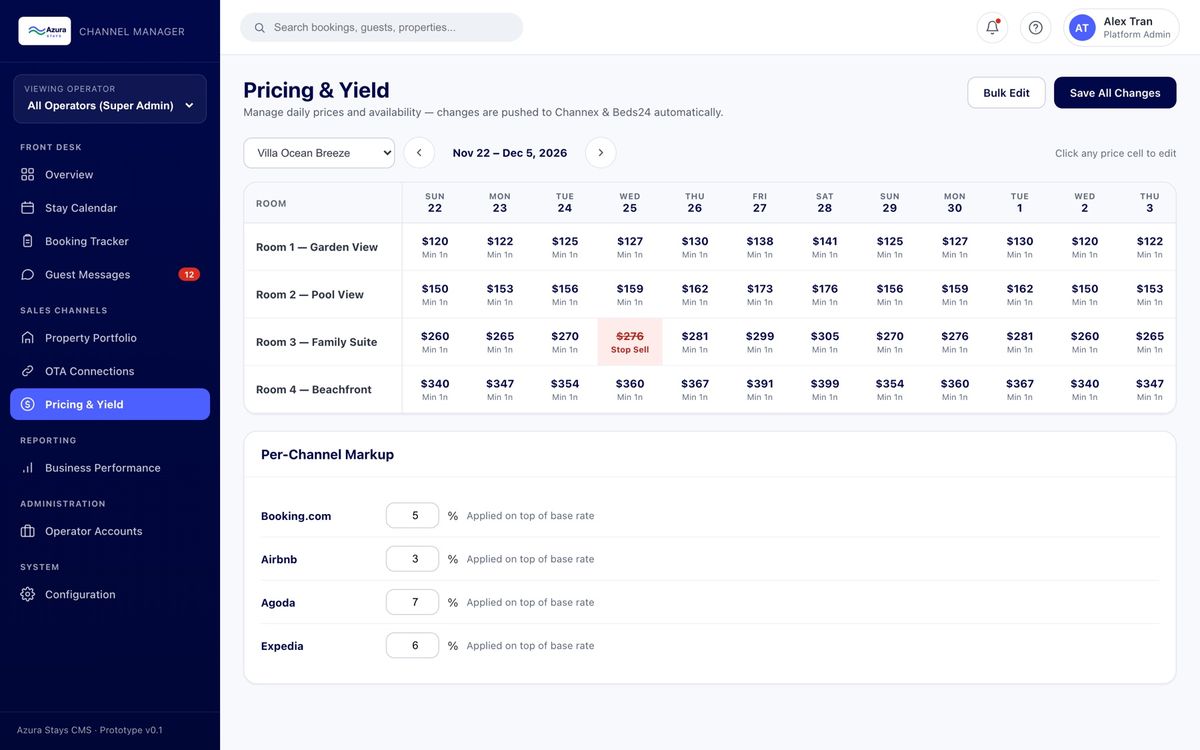 Azura
STAYS
CHANNEL MANAGER
VIEWING OPERATOR
All Operators (Super Admin)
FRONT DESK
Overview
Stay Calendar
Booking Tracker
Guest Messages 12
SALES CHANNELS
Property Portfolio
OTA Connections
Pricing & Yield
REPORTING
Business Performance
ADMINISTRATION
Operator Accounts
SYSTEM
Configuration
Azura Stays CMS · Prototype v0.1
Search bookings, guests, properties...
AT
Alex Tran
Platform Admin
Pricing & Yield
Manage daily prices and availability — changes are pushed to Channex & Beds24 automatically.
Bulk Edit
Save All Changes
Villa Ocean Breeze
Nov 22 – Dec 5, 2026
Click any price cell to edit
ROOM SUN MON TUE WED THU FRI SAT SUN MON TUE WED THU
22 23 24 25 26 27 28 29 30 1 2 3
Room 1 — Garden View $120 $122 $125 $127 $130 $138 $141 $125 $127 $130 $120 $122
Min 1n Min 1n Min 1n Min 1n Min 1n Min 1n Min 1n Min 1n Min 1n Min 1n Min 1n Min 1n
Room 2 — Pool View $150 $153 $156 $159 $162 $173 $176 $156 $159 $162 $150 $153
Min 1n Min 1n Min 1n Min 1n Min 1n Min 1n Min 1n Min 1n Min 1n Min 1n Min 1n Min 1n
Room 3 — Family Suite $260 $265 $270 $276 $281 $299 $305 $270 $276 $281 $260 $265
Min 1n Min 1n Min 1n Stop Sell Min 1n Min 1n Min 1n Min 1n Min 1n Min 1n Min 1n Min 1n
Room 4 — Beachfront $340 $347 $354 $360 $367 $391 $399 $354 $360 $367 $340 $347
Min 1n Min 1n Min 1n Min 1n Min 1n Min 1n Min 1n Min 1n Min 1n Min 1n Min 1n Min 1n
Per-Channel Markup
Booking.com 5 % Applied on top of base rate
Airbnb 3 % Applied on top of base rate
Agoda 7 % Applied on top of base rate
Expedia 6 % Applied on top of base rate